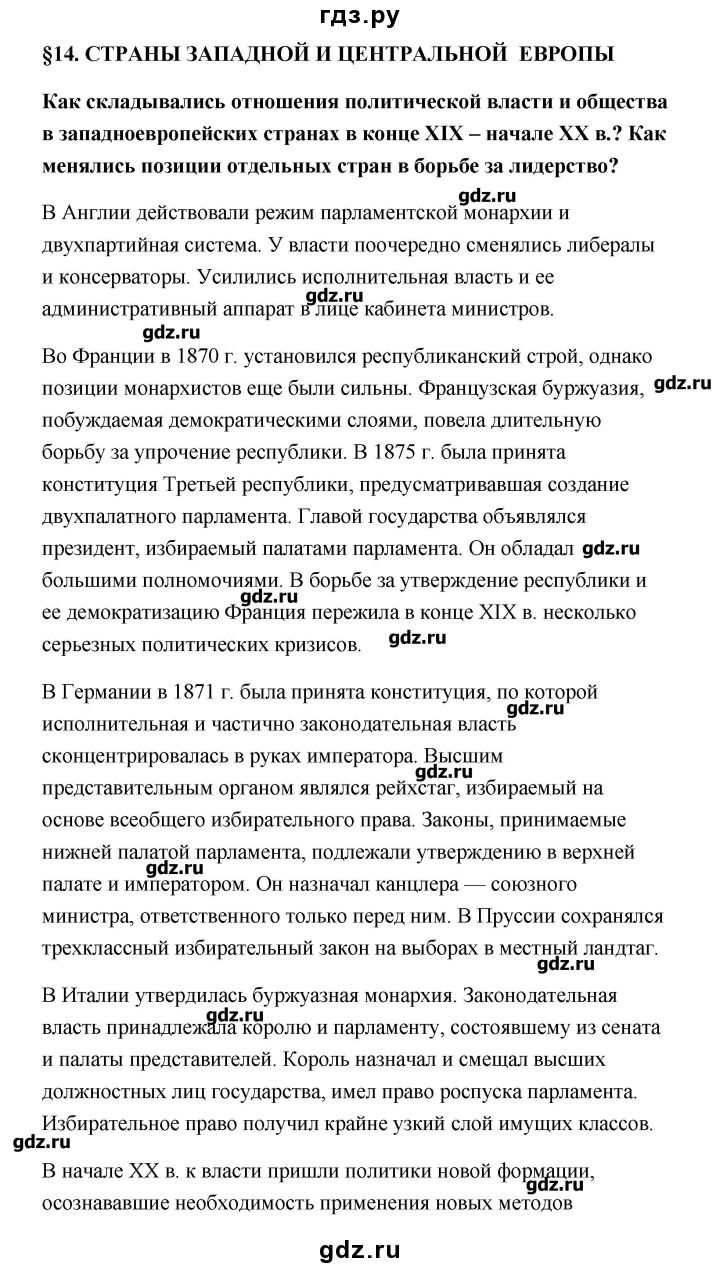 гдз.ру
§14. СТРАНЫ ЗАПАДНОЙ И ЦЕНТРАЛЬНОЙ ЕВРОПЫ
Как складывались отношения политической власти и общества
в западноевропейских странах в конце XIX – начале XX в.? Как
менялись позиции отдельных стран в борьбе за лидерство?
gdz.ru
В Англии действовали режим парламентской монархии и
двухпартийная система. У власти поочередно сменялись либералы
и консерваторы. Усилились исполнительная власть и ее
gdz.ru
административный аппарат в лице кабинета министров.
gdz.ru
Во Франции в 1870 г. установился республиканский строй, однако
позиции монархистов еще были сильны. Французская буржуазия,
gdz.ru
побуждаемая демократическими слоями, повела длительную
борьбу за упрочение республики. В 1875 г. была принята
конституция Третьей республики, предусматривавшая создание
двухпалатного парламента. Главой государства объявлялся
президент, избираемый палатами парламента. Он обладал
gdz.ru
большими полномочиями. В борьбе за утверждение республики и
gdz.ru
ее демократизацию Франция пережила в конце XIX в. несколько
серьезных политических кризисов.
gdz.ru
В Германии в 1871 г. была принята конституция, по которой
gdz.ru
исполнительная и частично законодательная власть
сконцентрировалась в руках императора. Высшим
gdz.ru
представительным органом являлся рейхстаг, избираемый на
основе всеобщего избирательного права. Законы, принимаемые
нижней палатой парламента, подлежали утверждению в верхней
gdz.ru
палате и императором. Он назначал канцлера — союзного
министра, ответственного только перед ним. В Пруссии сохранялся
трехклассный избирательный закон на выборах в местный ландтаг.
gdz.ru
В Италии утвердилась буржуазная монархия. Законодательная
gdz.ru
власть принадлежала королю и парламенту, состоявшему из сената
и палаты представителей. Король назначал и смещал высших
должностных лиц государства, имел право роспуска парламента.
Избирательное право получил крайне узкий слой имущих классов.
gdz.ru
В начале XX в. к власти пришли политики новой формации,
gdz.ru
осознававшие необходимость применения новых методов
gdz.ru